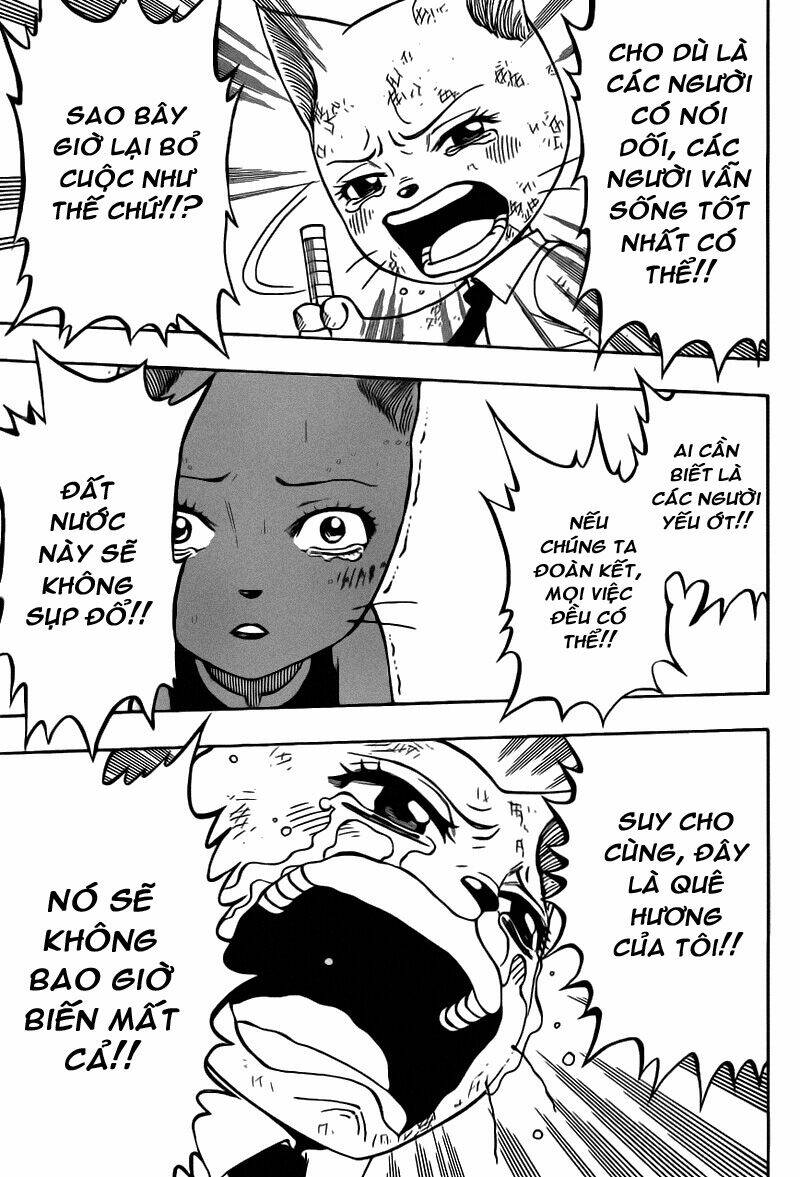 CHO DÙ LÀ
CÁC NGƯỜI
CÓ NÓI
DỐI, CÁC
NGƯỜI VẪN
SỐNG TỐT
NHẤT CÓ
THỂ!!
SAO BÂY
GIỜ LẠI BỎ
CUỘC NHƯ
THẾ CHỨ!!?
AI CẦN
BIẾT LÀ
CÁC NGƯỜI
YẾU ỚT!!
NẾU
CHÚNG TA
ĐOÀN KẾT,
MỌI VIỆC
ĐỀU CÓ
THỂ!!
ĐẤT
NƯỚC
NÀY SẼ
KHÔNG
SỤP ĐỔ!!
SUY CHO
CÙNG, ĐÂY
LÀ QUÊ
HƯƠNG
CỦA TÔI!!
NÓ SẼ
KHÔNG
BAO GIỜ
BIẾN MẤT
CẢ!!